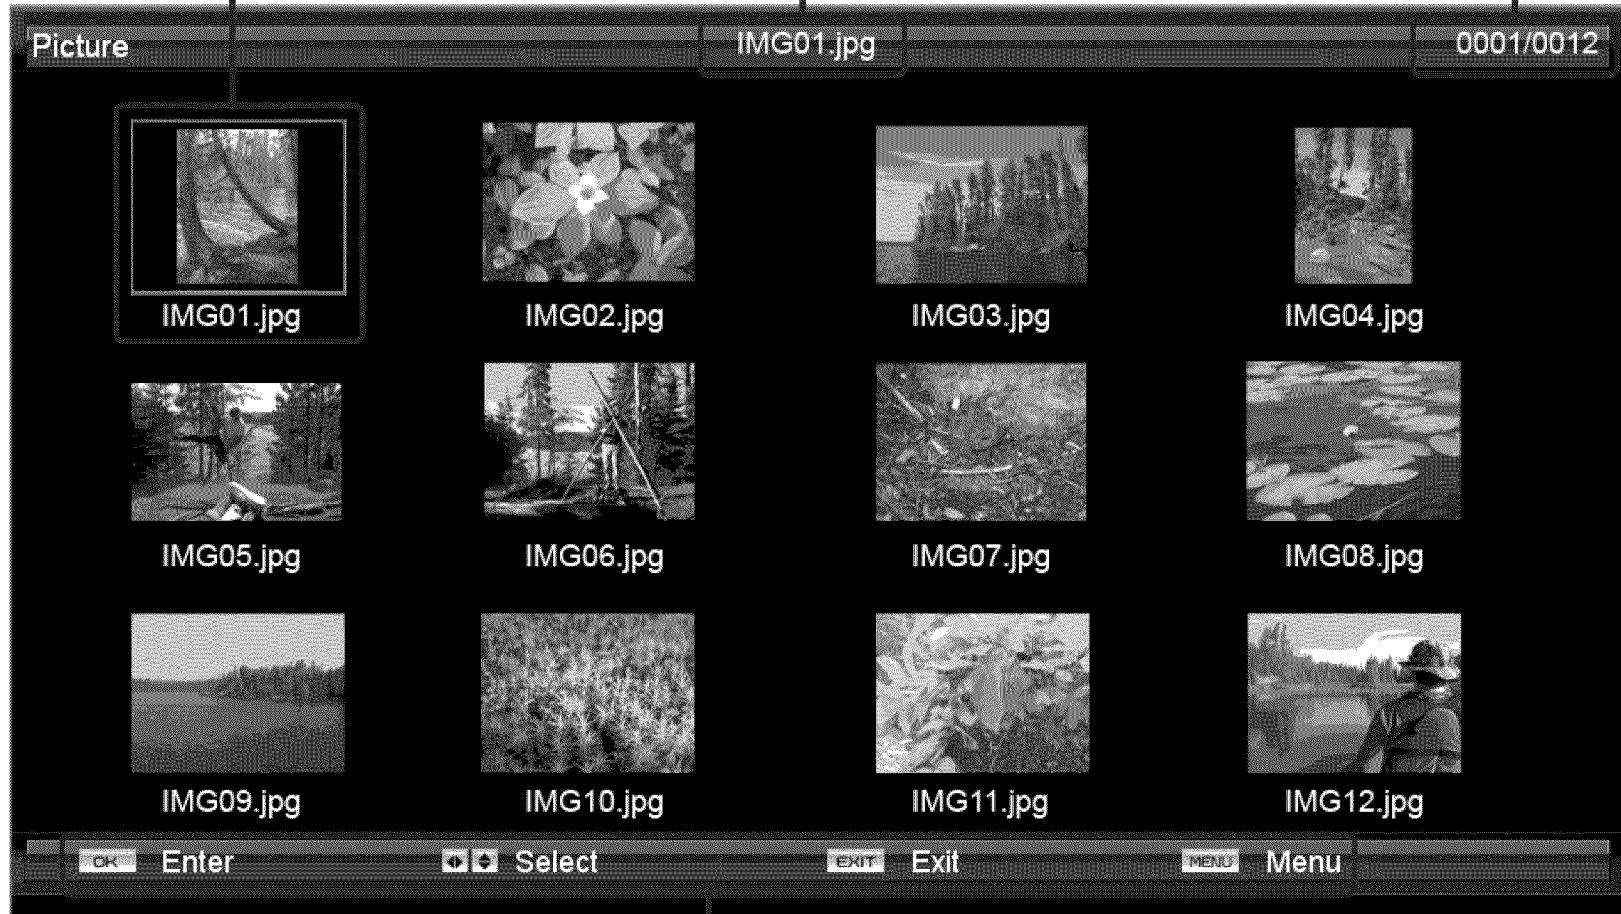 Picture IMG01.jpg 0001/0012
IMG01.jpg IMG02.jpg IMG03.jpg IMG04.jpg
IMG05.jpg IMG06.jpg IMG07.jpg IMG08.jpg
IMG09.jpg IMG10.jpg IMG11.jpg IMG12.jpg
OK Enter Select EXIT Exit MENU Menu